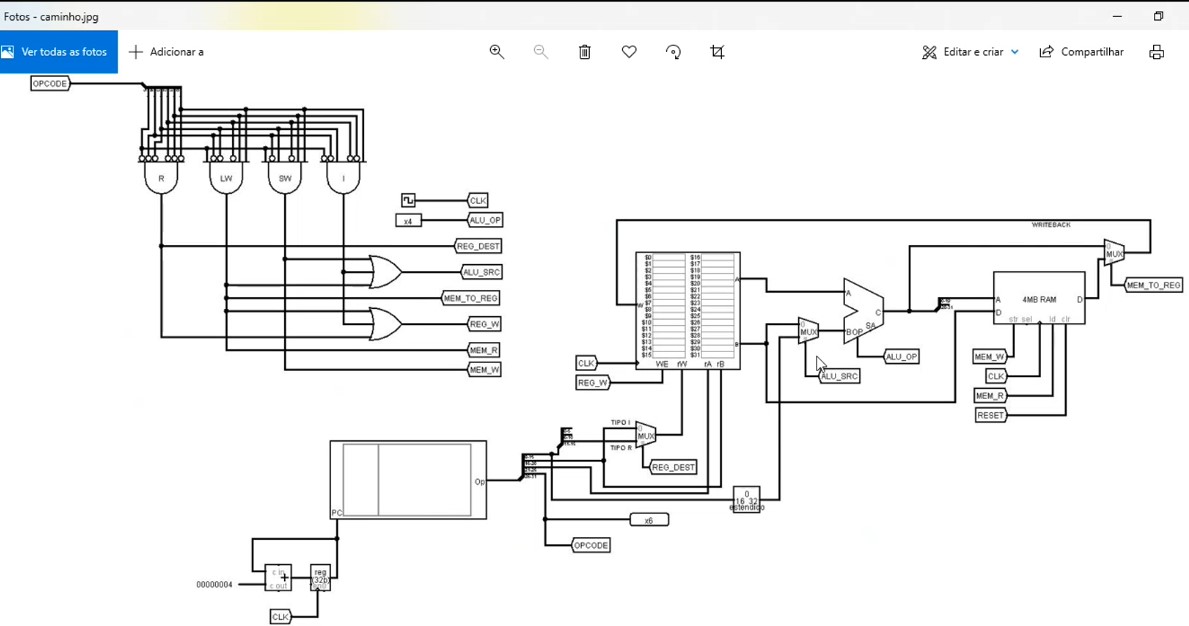 Fotos - caminho.jpg
Ver todas as fotos
Adicionar a
Editar e criar
Compartilhar
OPCODE
R
LW
SW
I
CLK
x4
ALU_OP
REG_DEST
ALU_SRC
MEM_TO_REG
REG_W
MEM_R
MEM_W
WRITEBACK
$0 $16
$1 $17
$2 $18
$3 $19
$4 $20
$5 $21
$6 $22
$7 $23
$8 $24
$9 $25
$10 $26
$11 $27
$12 $28
$13 $29
$14 $30
$15 $31
W
A
B
WE rW rA rB
CLK
REG_W
0
MUX
ALU_SRC
A
BOP
SA
C
ALU_OP
4MB RAM
A
D
D
str sel ld clr
MEM_W
CLK
MEM_R
RESET
0
MUX
MEM_TO_REG
TIPO I
0
MUX
TIPO R
REG_DEST
0
16 32
estendido
x6
OPCODE
Op
PC
c in
+
c out
00000004
reg
(32b)
CLK